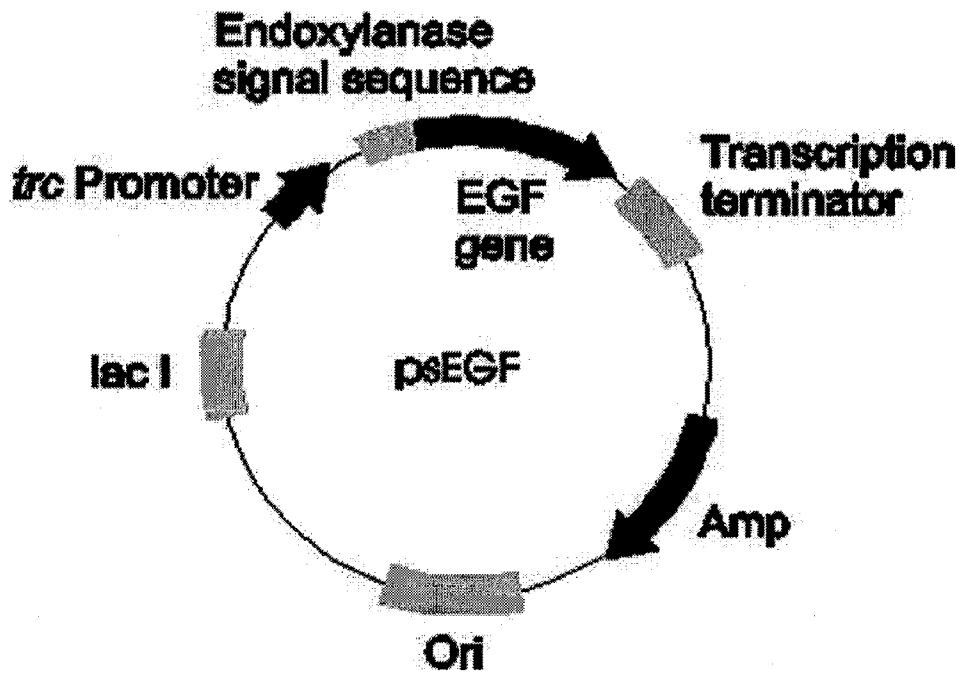 Endoxylanase
signal sequence
trc Promoter
EGF
gene
Transcription
terminator
lac I
psEGF
Amp
Ori